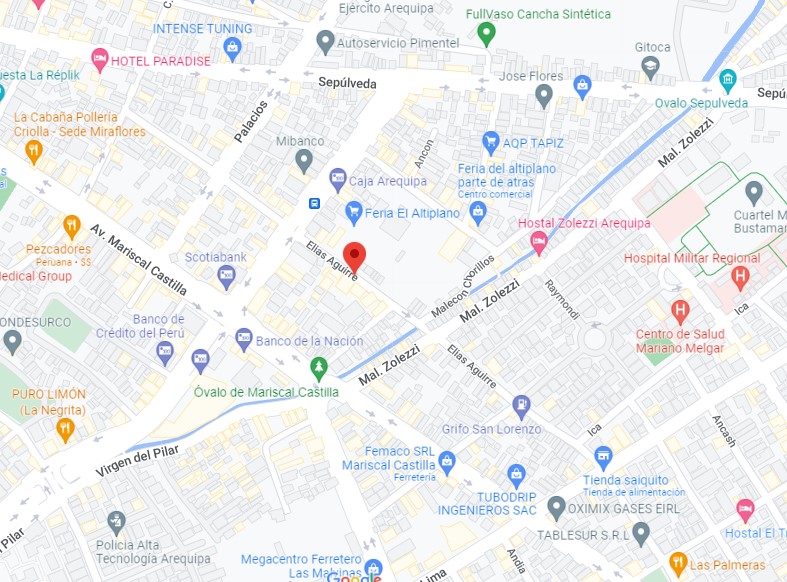 Ejército Arequipa
FullVaso Cancha Sintética
INTENSE TUNING
Autoservicio Pimentel
Gitoca
HOTEL PARADISE
uesta La Réplik
Sepúlveda
Jose Flores
Ovalo Sepulveda
Sepú
La Cabaña Pollería
Criolla - Sede Miraflores
Palacios
Mibanco
Ancon
AQP TAPIZ
Mal. Zolezzi
Feria del altiplano
parte de atras
Centro comercial
Caja Arequipa
s
al
Feria El Altiplano
Hostal Zolezzi Arequipa
Cuartel M
Bustamar
Av. Mariscal Castilla
Pezcadores
Peruana • $$
Medical Group
Scotiabank
Elias Aguirre
Malecon Chorillos
Mal. Zolezzi
Raymondi
Hospital Militar Regional
Ica
ONDESURCO
Banco de
Crédito del Perú
Banco de la Nación
Centro de Salud
Mariano Melgar
Elias Aguirre
Mal. Zolezzi
Óvalo de Mariscal Castilla
PURO LIMÓN
(La Negrita)
Grifo San Lorenzo
Ica
Ancash
Virgen del Pilar
Femaco SRL
Mariscal Castilla
Ferretería
Tienda saiquito
Tienda de alimentación
TUBODRIP
INGENIEROS SAC
OXIMIX GASES EIRL
TABLESUR S.R.L
Hostal El Tr
Pilar
Policia Alta
Tecnología Arequipa
Megacentro Ferretero
Las Malvinas
Google
Lima
Andia
Las Palmeras